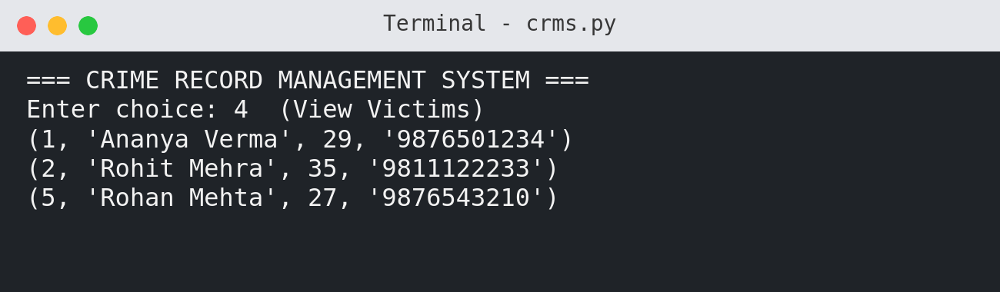 Terminal - crms.py
=== CRIME RECORD MANAGEMENT SYSTEM ===
Enter choice: 4  (View Victims)
(1, 'Ananya Verma', 29, '9876501234')
(2, 'Rohit Mehra', 35, '9811122233')
(5, 'Rohan Mehta', 27, '9876543210')